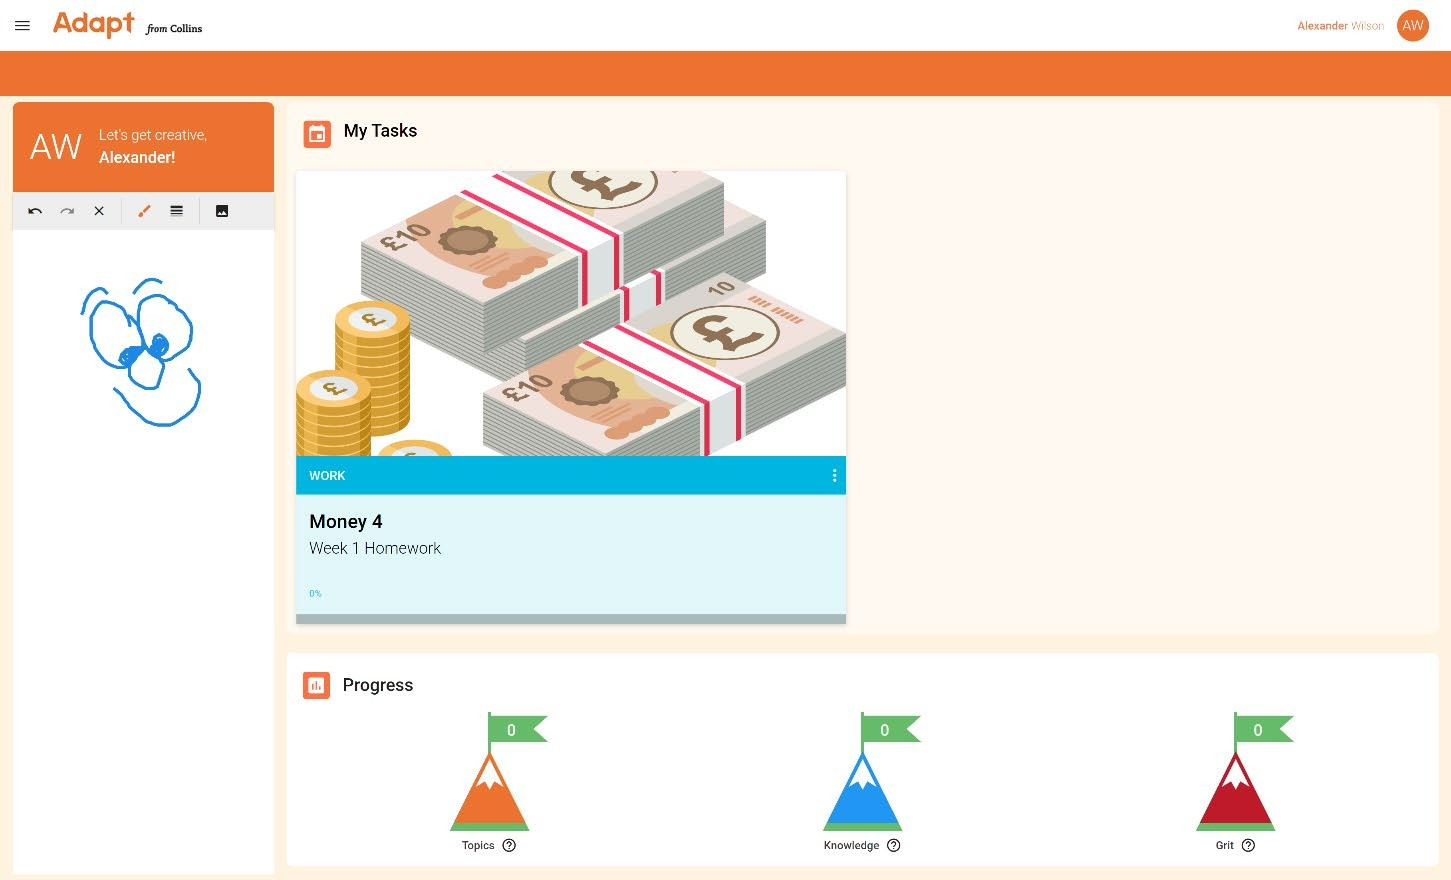 Adapt from Collins
Alexander Wilson
AW
AW
Let's get creative,
Alexander!
My Tasks
£
£10
10
£
£10
£
£
£
WORK
Money 4
Week 1 Homework
0%
Progress
0
0
0
Topics ?
Knowledge ?
Grit ?